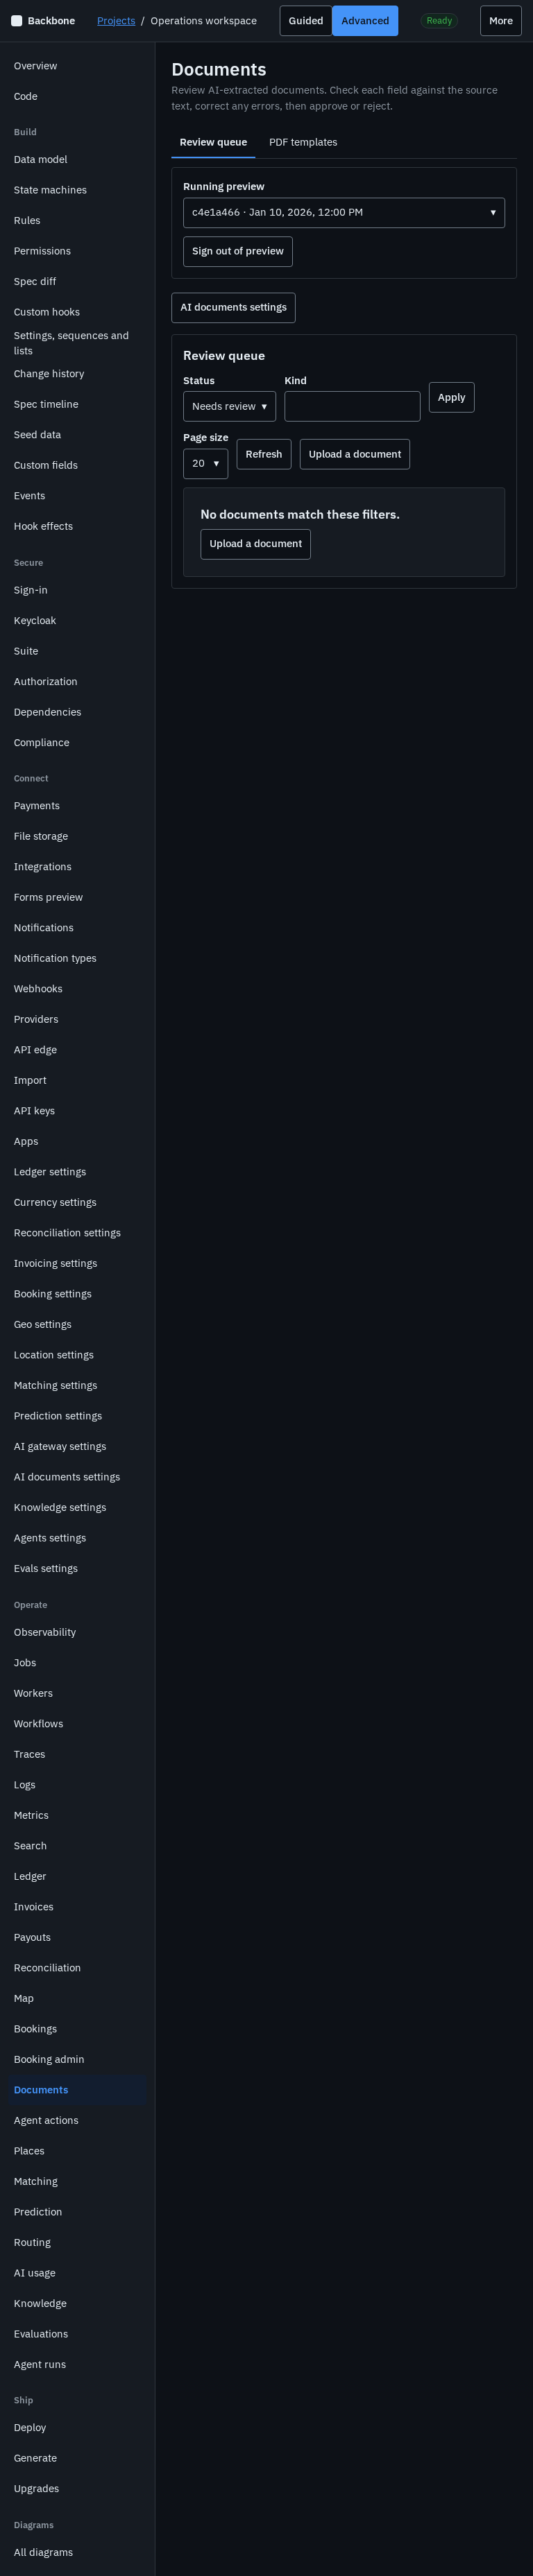 Backbone
Projects / Operations workspace
Guided
Advanced
Ready
More
Overview
Code
Build
Data model
State machines
Rules
Permissions
Spec diff
Custom hooks
Settings, sequences and
lists
Change history
Spec timeline
Seed data
Custom fields
Events
Hook effects
Secure
Sign-in
Keycloak
Suite
Authorization
Dependencies
Compliance
Connect
Payments
File storage
Integrations
Forms preview
Notifications
Notification types
Webhooks
Providers
API edge
Import
API keys
Apps
Ledger settings
Currency settings
Reconciliation settings
Invoicing settings
Booking settings
Geo settings
Location settings
Matching settings
Prediction settings
AI gateway settings
AI documents settings
Knowledge settings
Agents settings
Evals settings
Operate
Observability
Jobs
Workers
Workflows
Traces
Logs
Metrics
Search
Ledger
Invoices
Payouts
Reconciliation
Map
Bookings
Booking admin
Documents
Agent actions
Places
Matching
Prediction
Routing
AI usage
Knowledge
Evaluations
Agent runs
Ship
Deploy
Generate
Upgrades
Diagrams
All diagrams
Documents
Review AI-extracted documents. Check each field against the source
text, correct any errors, then approve or reject.
Review queue
PDF templates
Running preview
c4e1a466 · Jan 10, 2026, 12:00 PM
Sign out of preview
AI documents settings
Review queue
Status
Kind
Needs review
Apply
Page size
20
Refresh
Upload a document
No documents match these filters.
Upload a document